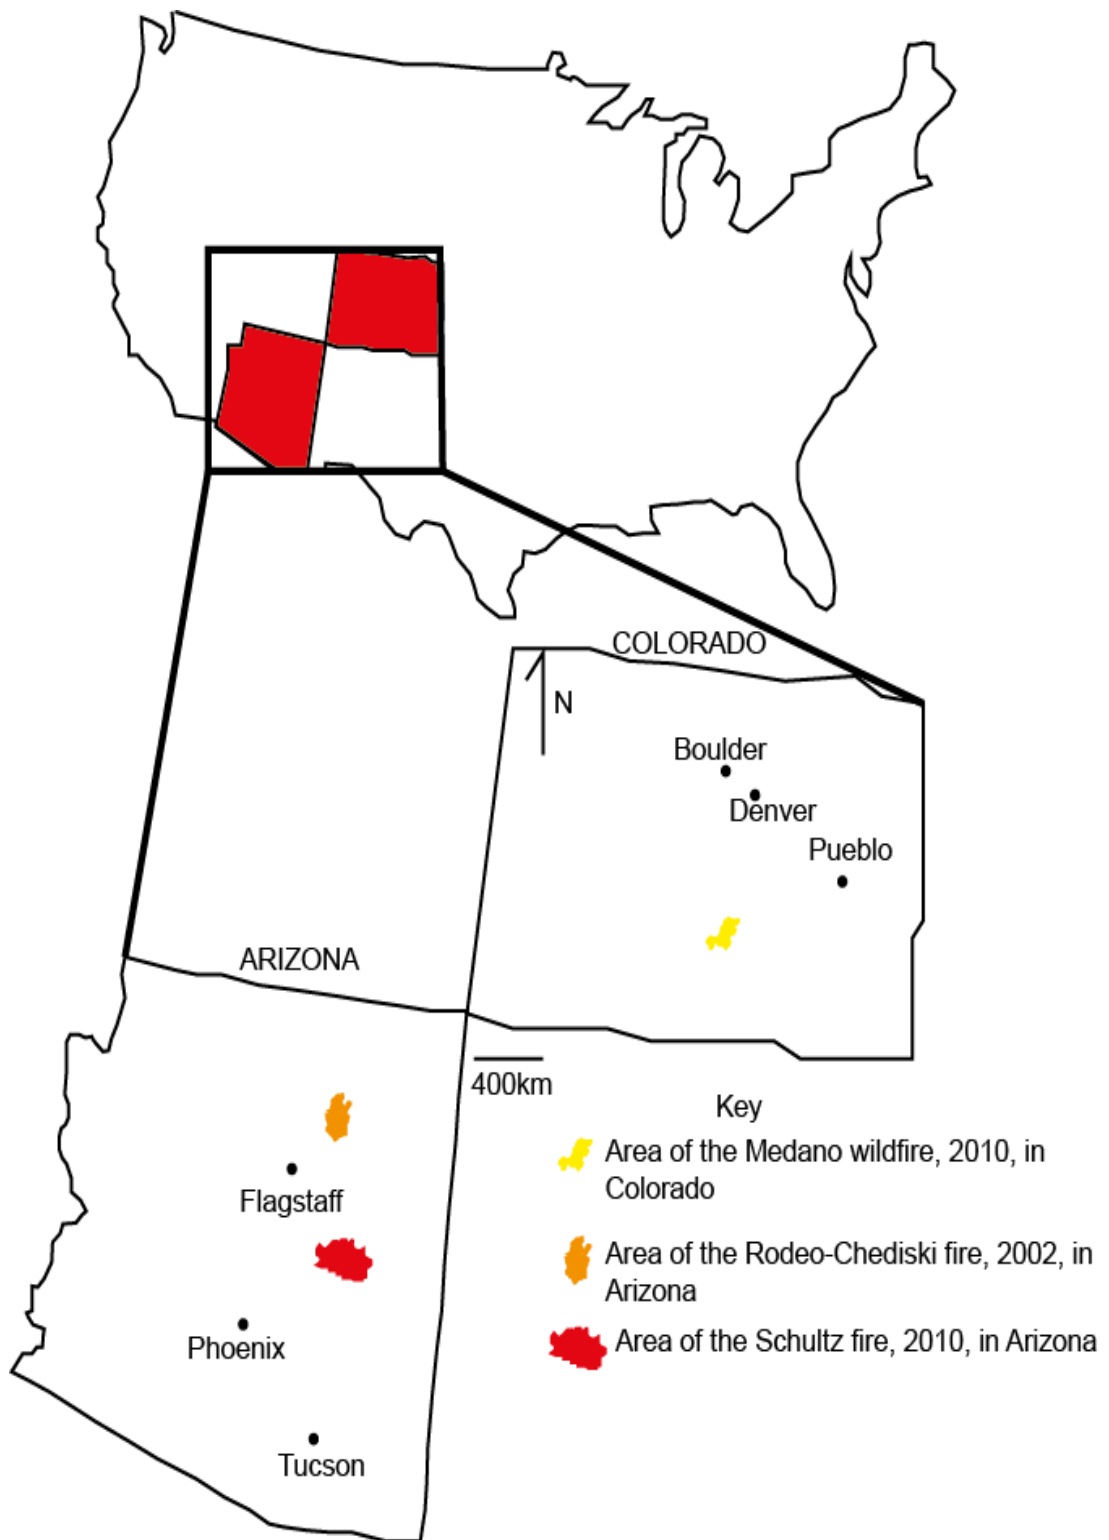 COLORADO
N
Boulder
Denver
Pueblo
ARIZONA
400km
Key
Area of the Medano wildfire, 2010, in
Colorado
Flagstaff
Area of the Rodeo-Chediski fire, 2002, in
Arizona
Area of the Schultz fire, 2010, in Arizona
Phoenix
Tucson